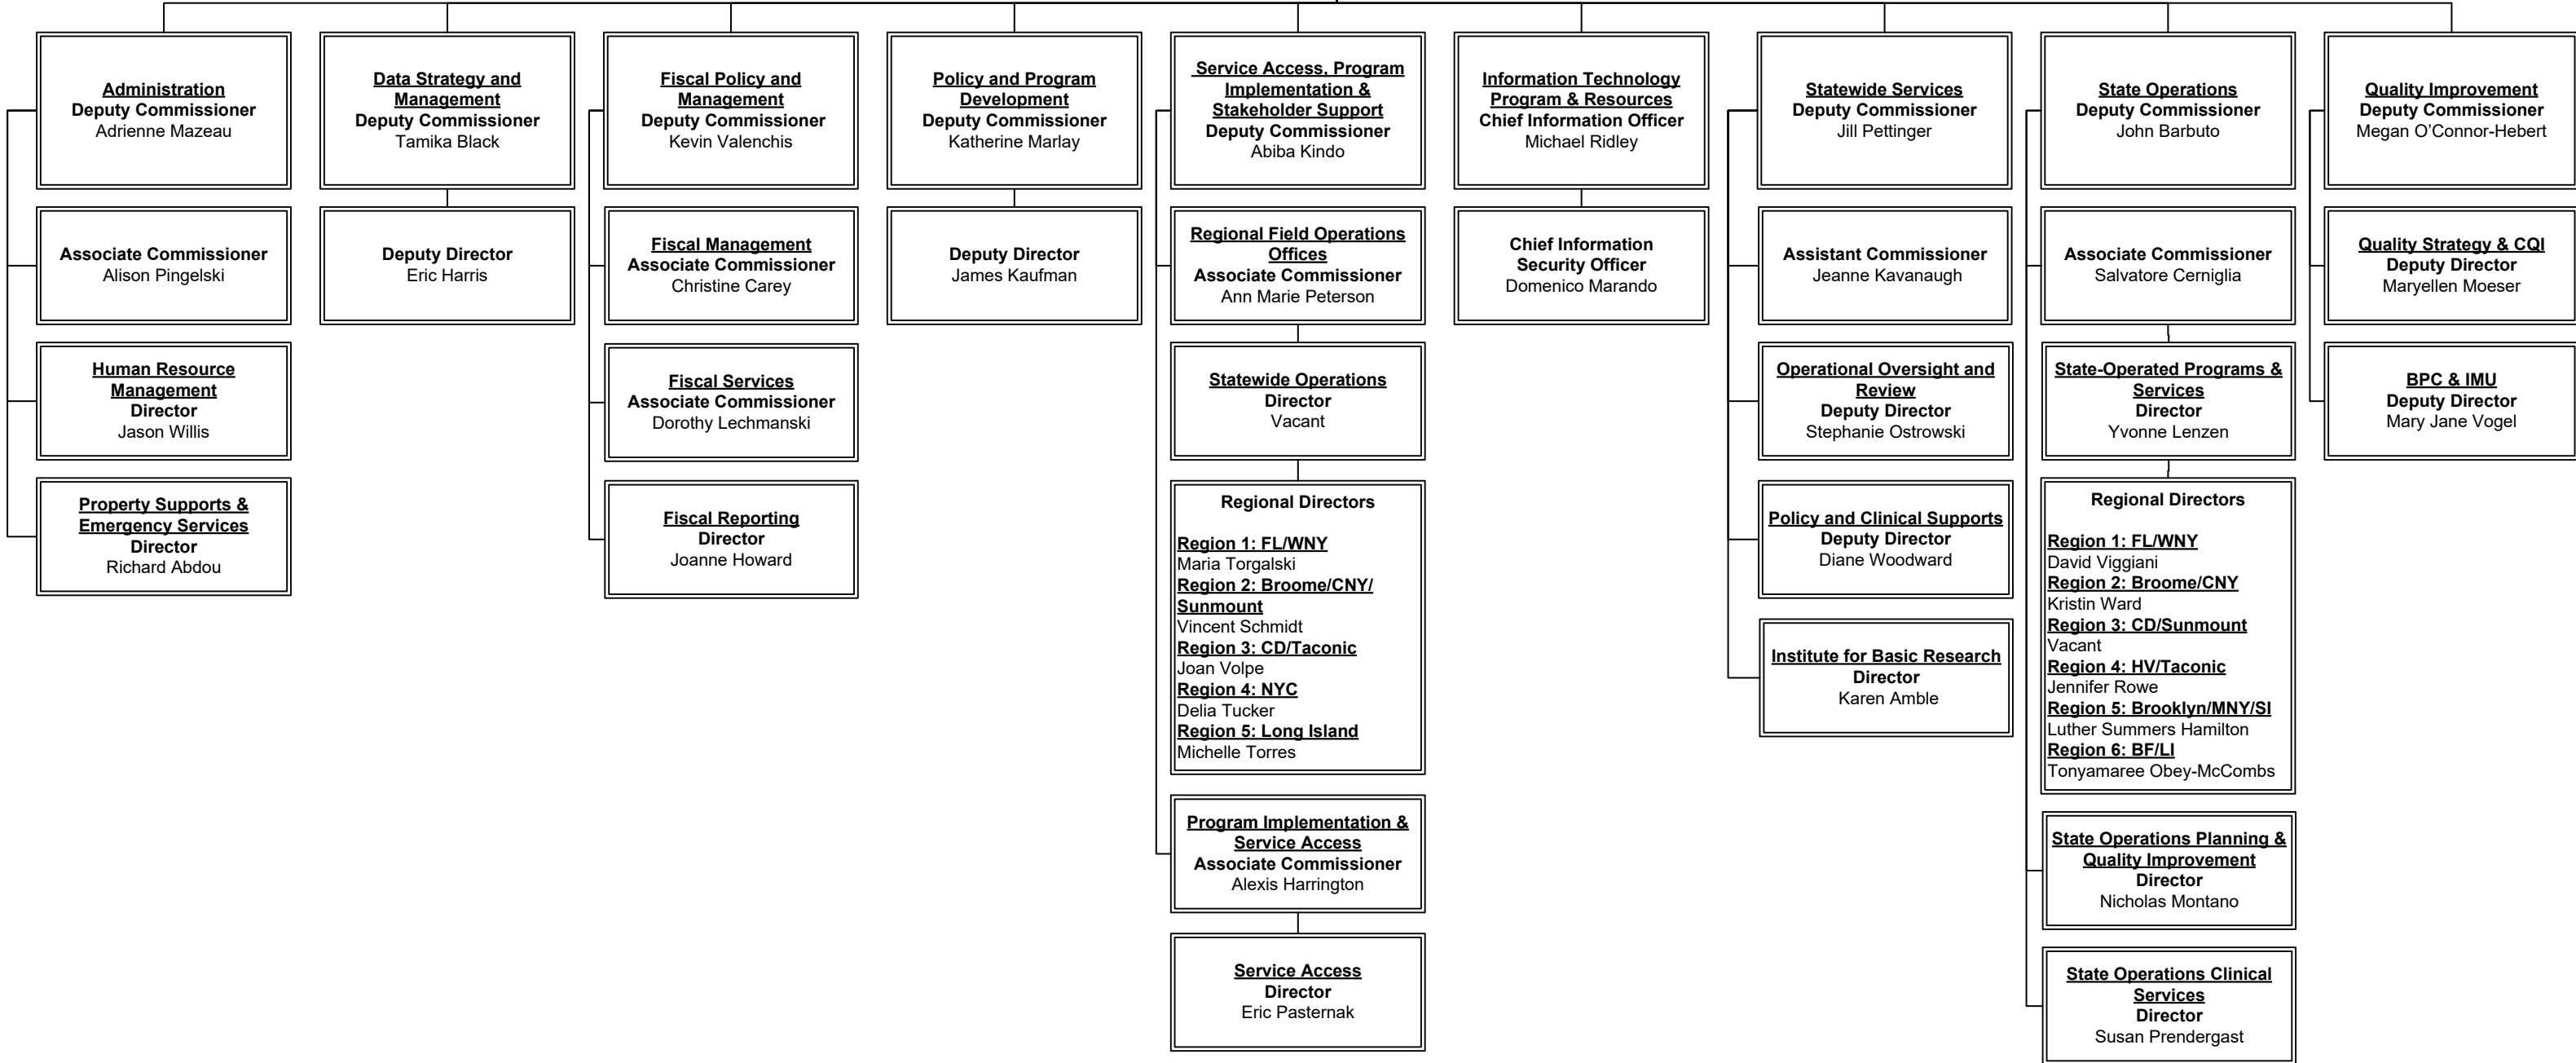 Administration
Deputy Commissioner
Adrienne Mazeau
Associate Commissioner
Alison Pingelski
Human Resource
Management
Director
Jason Willis
Property Supports &
Emergency Services
Director
Richard Abdou
Data Strategy and
Management
Deputy Commissioner
Tamika Black
Deputy Director
Eric Harris
Fiscal Policy and
Management
Deputy Commissioner
Kevin Valenchis
Fiscal Management
Associate Commissioner
Christine Carey
Fiscal Services
Associate Commissioner
Dorothy Lechmanski
Fiscal Reporting
Director
Joanne Howard
Policy and Program
Development
Deputy Commissioner
Katherine Marlay
Deputy Director
James Kaufman
Service Access, Program
Implementation &
Stakeholder Support
Deputy Commissioner
Abiba Kindo
Regional Field Operations
Offices
Associate Commissioner
Ann Marie Peterson
Statewide Operations
Director
Vacant
Regional Directors
Region 1: FL/WNY
Maria Torgalski
Region 2: Broome/CNY/
Sunmount
Vincent Schmidt
Region 3: CD/Taconic
Joan Volpe
Region 4: NYC
Delia Tucker
Region 5: Long Island
Michelle Torres
Program Implementation &
Service Access
Associate Commissioner
Alexis Harrington
Service Access
Director
Eric Pasternak
Information Technology
Program & Resources
Chief Information Officer
Michael Ridley
Chief Information
Security Officer
Domenico Marando
Statewide Services
Deputy Commissioner
Jill Pettinger
Assistant Commissioner
Jeanne Kavanaugh
Operational Oversight and
Review
Deputy Director
Stephanie Ostrowski
Policy and Clinical Supports
Deputy Director
Diane Woodward
Institute for Basic Research
Director
Karen Amble
State Operations
Deputy Commissioner
John Barbuto
Associate Commissioner
Salvatore Cerniglia
State-Operated Programs &
Services
Director
Yvonne Lenzen
Regional Directors
Region 1: FL/WNY
David Viggiani
Region 2: Broome/CNY
Kristin Ward
Region 3: CD/Sunmount
Vacant
Region 4: HV/Taconic
Jennifer Rowe
Region 5: Brooklyn/MNY/SI
Luther Summers Hamilton
Region 6: BF/LI
Tonyamaree Obey-McCombs
State Operations Planning &
Quality Improvement
Director
Nicholas Montano
State Operations Clinical
Services
Director
Susan Prendergast
Quality Improvement
Deputy Commissioner
Megan O’Connor-Hebert
Quality Strategy & CQI
Deputy Director
Maryellen Moeser
BPC & IMU
Deputy Director
Mary Jane Vogel